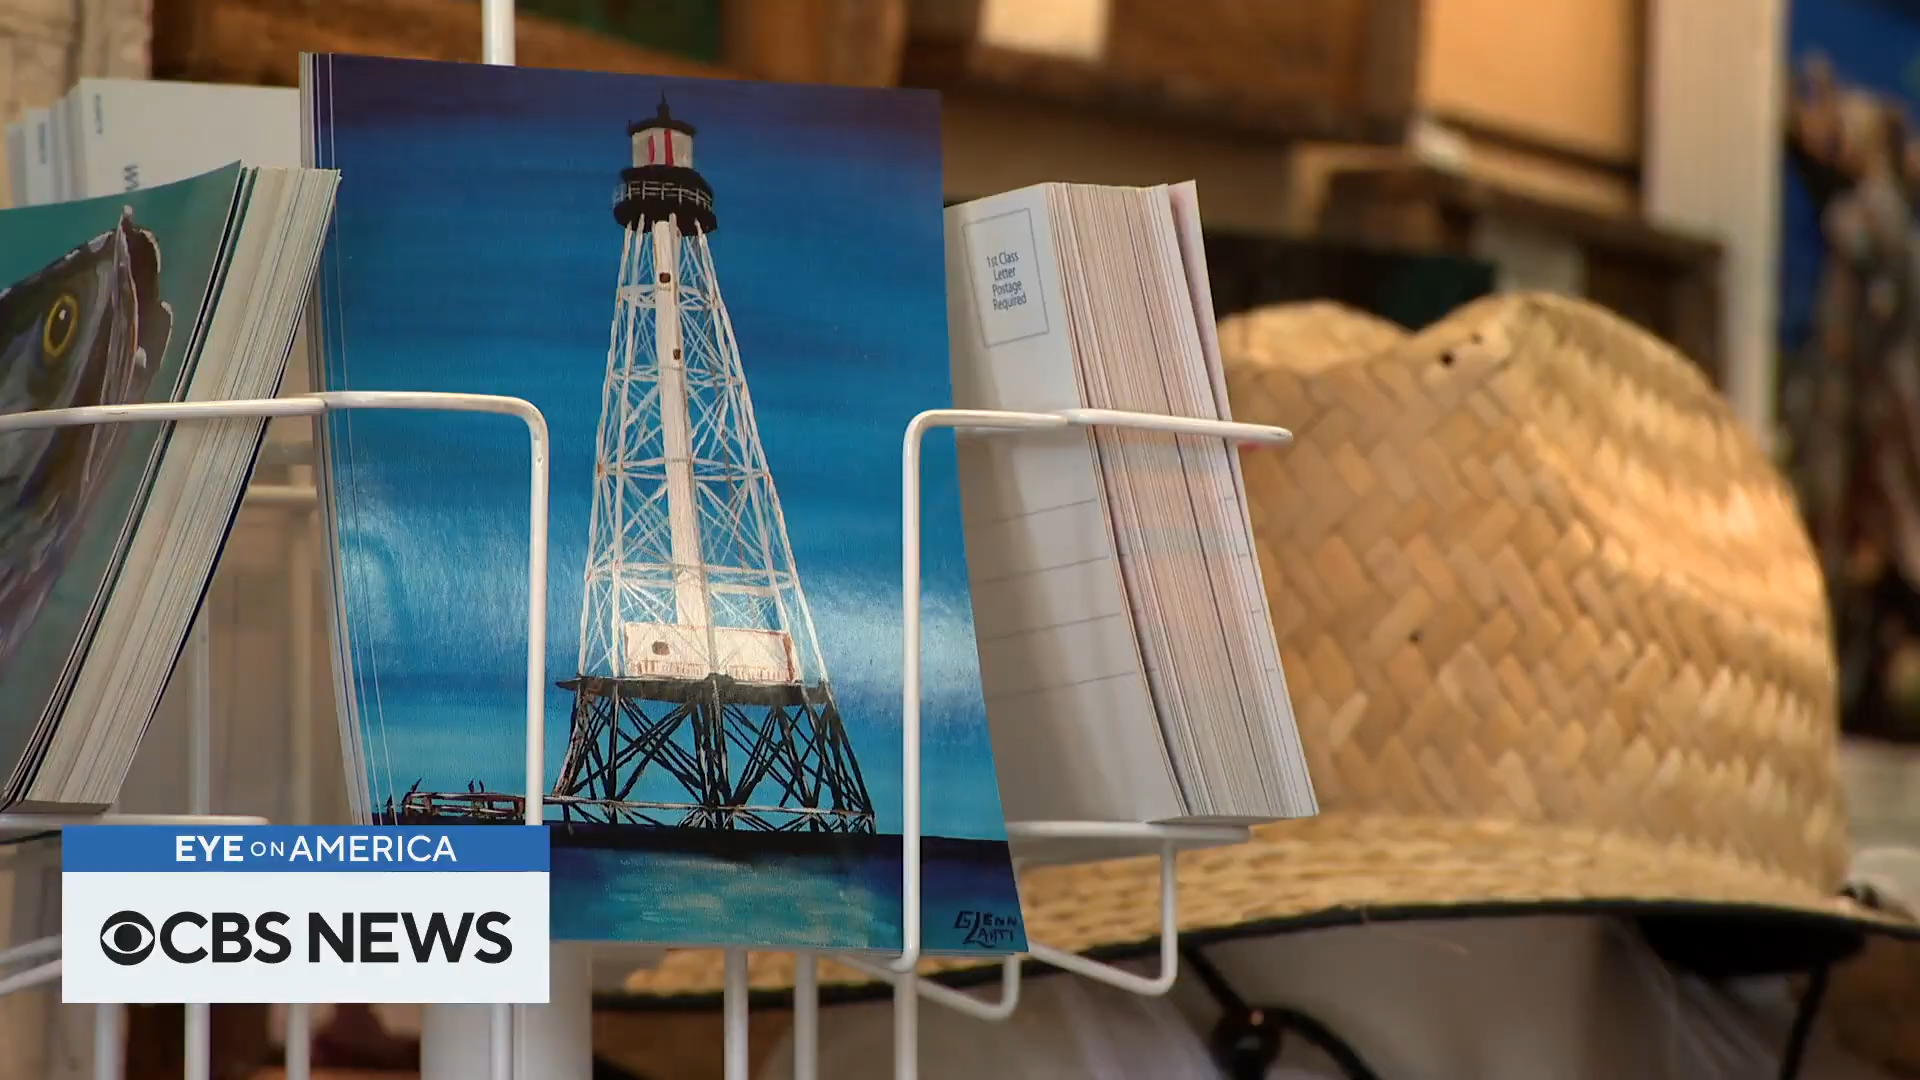 1st Class
Letter
Postage
Required
GLENN
LAHTI
EYE ON AMERICA
CBS NEWS